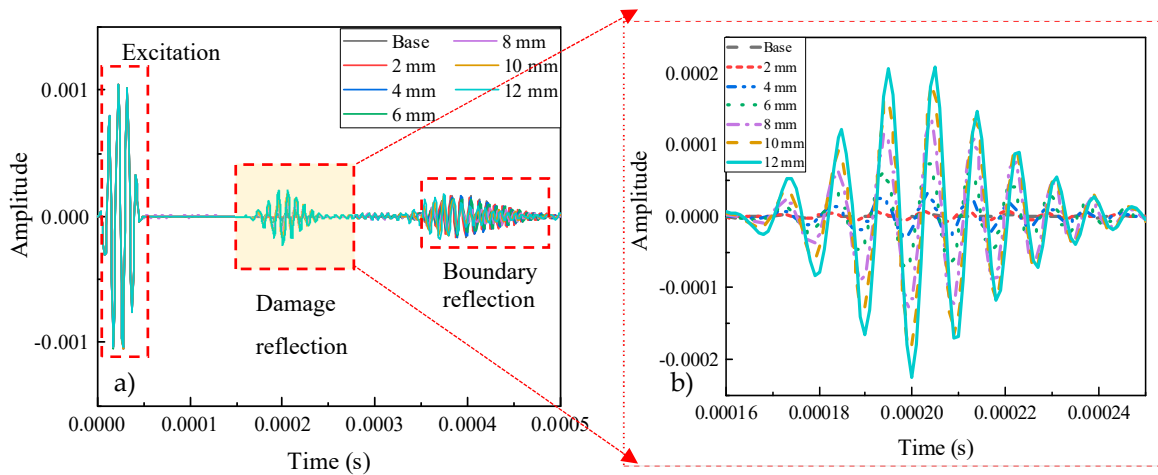 Excitation
Base
2 mm
4 mm
6 mm
8 mm
10 mm
12 mm
0.001
0.000
-0.001
Amplitude
Damage
reflection
Boundary
reflection
a)
0.0000
0.0001
0.0002
0.0003
0.0004
0.0005
Time (s)
Base
2 mm
4 mm
6 mm
8 mm
10 mm
12 mm
0.0002
0.0001
0.0000
-0.0001
-0.0002
Amplitude
b)
0.00016
0.00018
0.00020
0.00022
0.00024
Time (s)